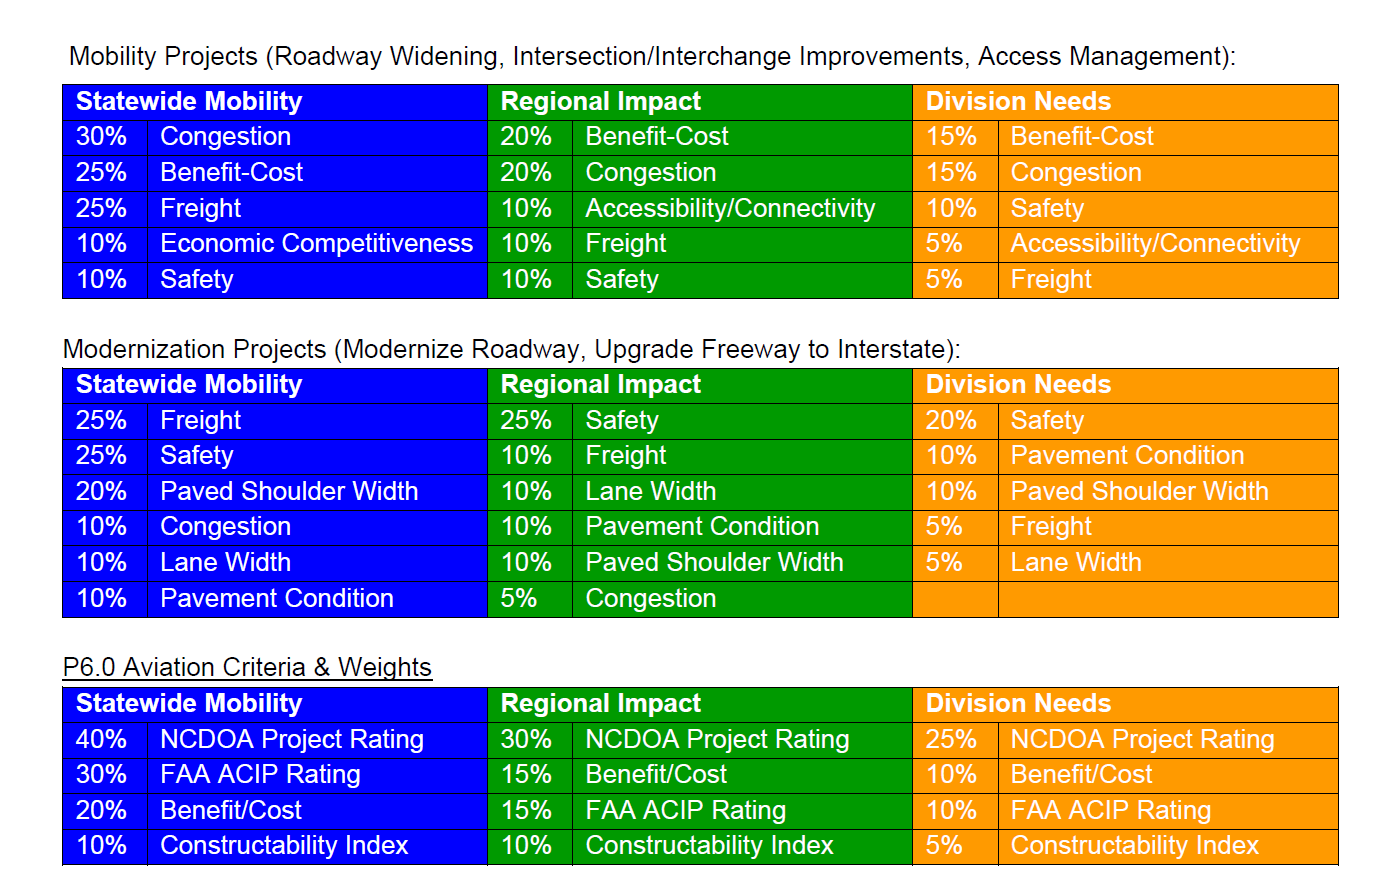 Mobility Projects (Roadway Widening, Intersection/Interchange Improvements, Access Management):
Statewide Mobility Regional Impact Division Needs
30% Congestion 20% Benefit-Cost 15% Benefit-Cost
25% Benefit-Cost 20% Congestion 15% Congestion
25% Freight 10% Accessibility/Connectivity 10% Safety
10% Economic Competitiveness 10% Freight 5% Accessibility/Connectivity
10% Safety 10% Safety 5% Freight
Modernization Projects (Modernize Roadway, Upgrade Freeway to Interstate):
Statewide Mobility Regional Impact Division Needs
25% Freight 25% Safety 20% Safety
25% Safety 10% Freight 10% Pavement Condition
20% Paved Shoulder Width 10% Lane Width 10% Paved Shoulder Width
10% Congestion 10% Pavement Condition 5% Freight
10% Lane Width 10% Paved Shoulder Width 5% Lane Width
10% Pavement Condition 5% Congestion
P6.0 Aviation Criteria & Weights
Statewide Mobility Regional Impact Division Needs
40% NCDOA Project Rating 30% NCDOA Project Rating 25% NCDOA Project Rating
30% FAA ACIP Rating 15% Benefit/Cost 10% Benefit/Cost
20% Benefit/Cost 15% FAA ACIP Rating 10% FAA ACIP Rating
10% Constructability Index 10% Constructability Index 5% Constructability Index